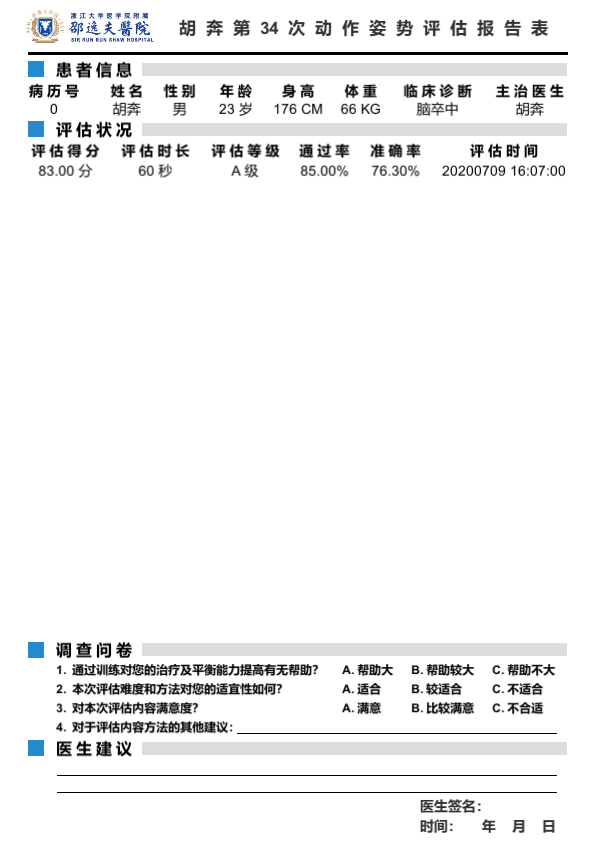 浙江大学医学院附属
邵逸夫醫院
SIR RUN RUN SHAW HOSPITAL
胡奔第34次动作姿势评估报告表
患者信息
病历号 姓名 性别 年龄 身高 体重 临床诊断 主治医生
0 胡奔 男 23 岁 176 CM 66 KG 脑卒中 胡奔
评估状况
评估得分 评估时长 评估等级 通过率 准确率 评估时间
83.00 分 60 秒 A 级 85.00% 76.30% 20200709 16:07:00
调查问卷
1. 通过训练对您的治疗及平衡能力提高有无帮助? A. 帮助大 B. 帮助较大 C. 帮助不大
2. 本次评估难度和方法对您的适宜性如何? A. 适合 B. 较适合 C. 不适合
3. 对本次评估内容满意度? A. 满意 B. 比较满意 C. 不合适
4. 对于评估内容方法的其他建议:
医生建议
医生签名:
时间: 年 月 日